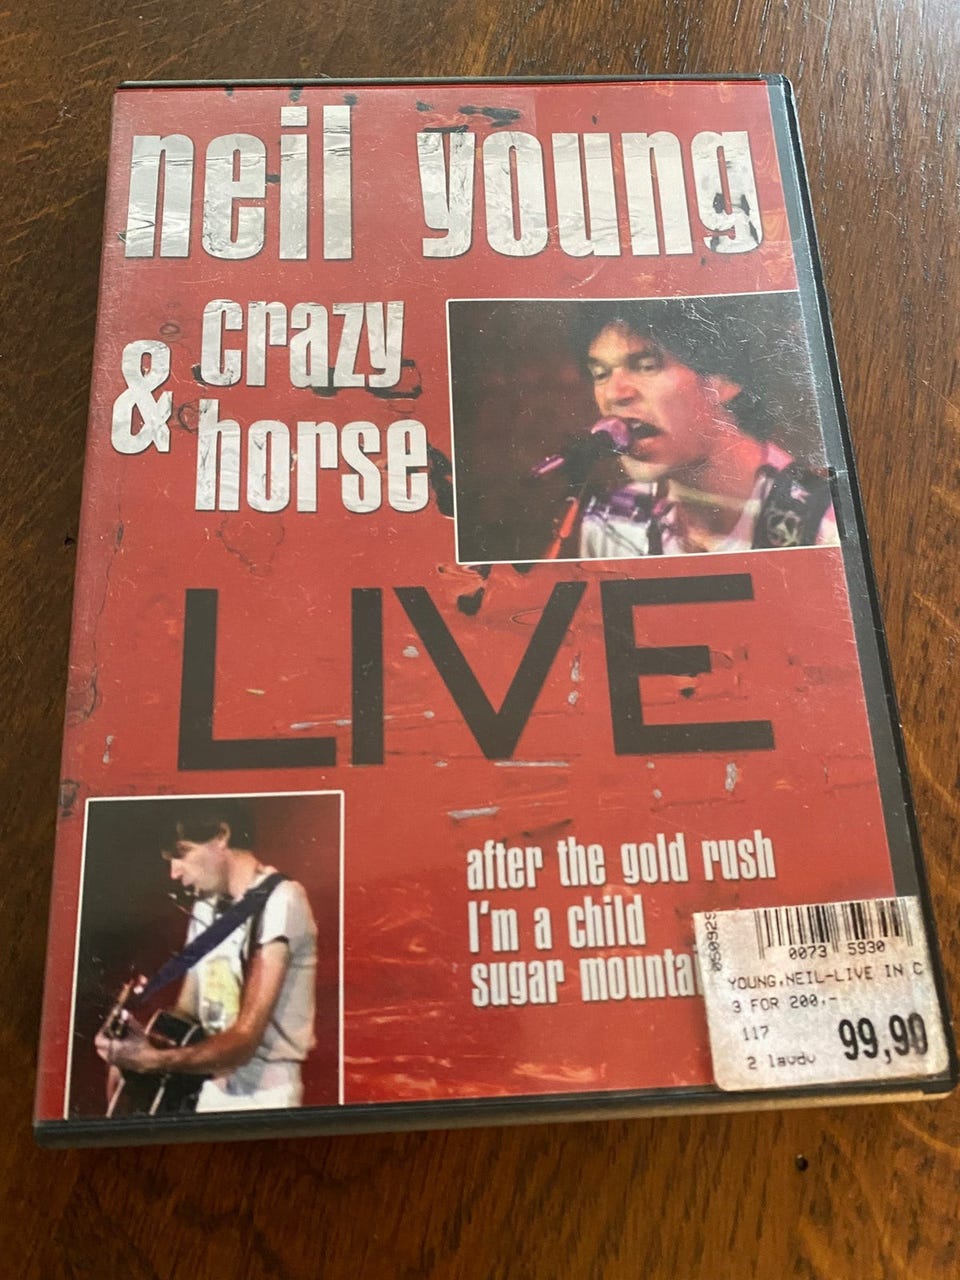 neil young
& crazy
horse
LIVE
after the gold rush
I'm a child
sugar mountai
0073 5930
YOUNG,NEIL-LIVE IN C
3 FOR 200,-
117
99,90